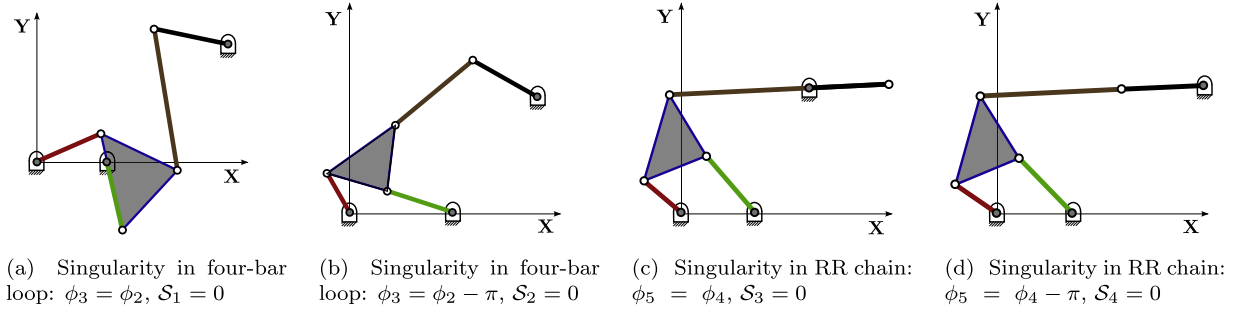 Y
X
Y
X
Y
X
Y
X
(a) Singularity in four-bar
loop: ϕ₃ = ϕ₂, 𝒮₁ = 0
(b) Singularity in four-bar
loop: ϕ₃ = ϕ₂ − π, 𝒮₂ = 0
(c) Singularity in RR chain:
ϕ₅ = ϕ₄, 𝒮₃ = 0
(d) Singularity in RR chain:
ϕ₅ = ϕ₄ − π, 𝒮₄ = 0